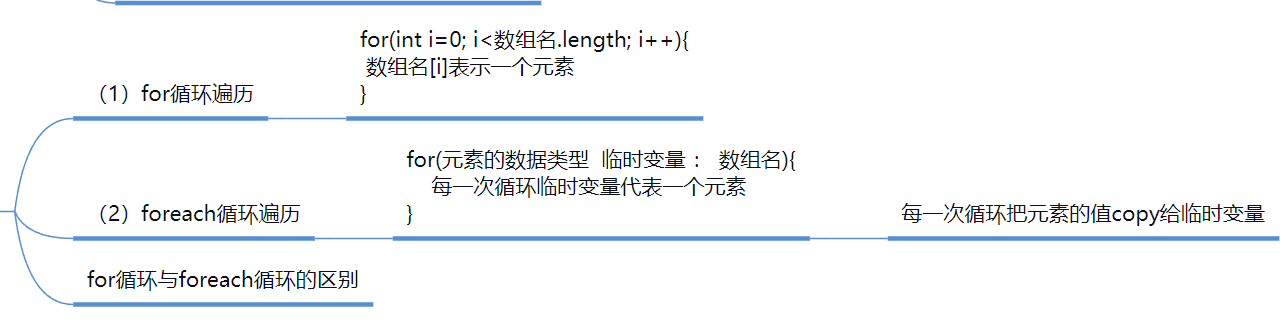 for(int i=0; i<数组名.length; i++){
数组名[i]表示一个元素
}
（1）for循环遍历
for(元素的数据类型  临时变量 :  数组名){
每一次循环临时变量代表一个元素
}
（2）foreach循环遍历
每一次循环把元素的值copy给临时变量
for循环与foreach循环的区别